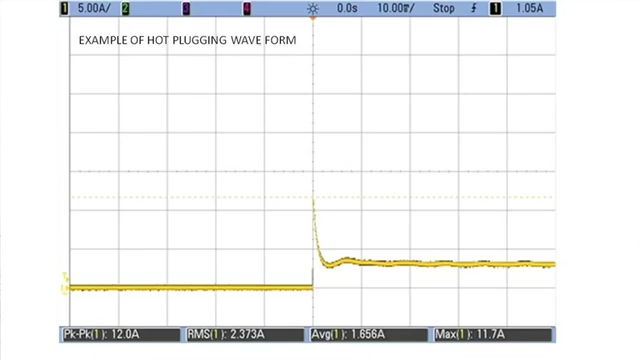 1 5.00A/ 2 3 4 0.0s 10.00ms/ Stop 1 1.05A
EXAMPLE OF HOT PLUGGING WAVE FORM
Pk-Pk(1): 12.0A RMS(1): 2.373A Avg(1): 1.656A Max(1): 11.7A